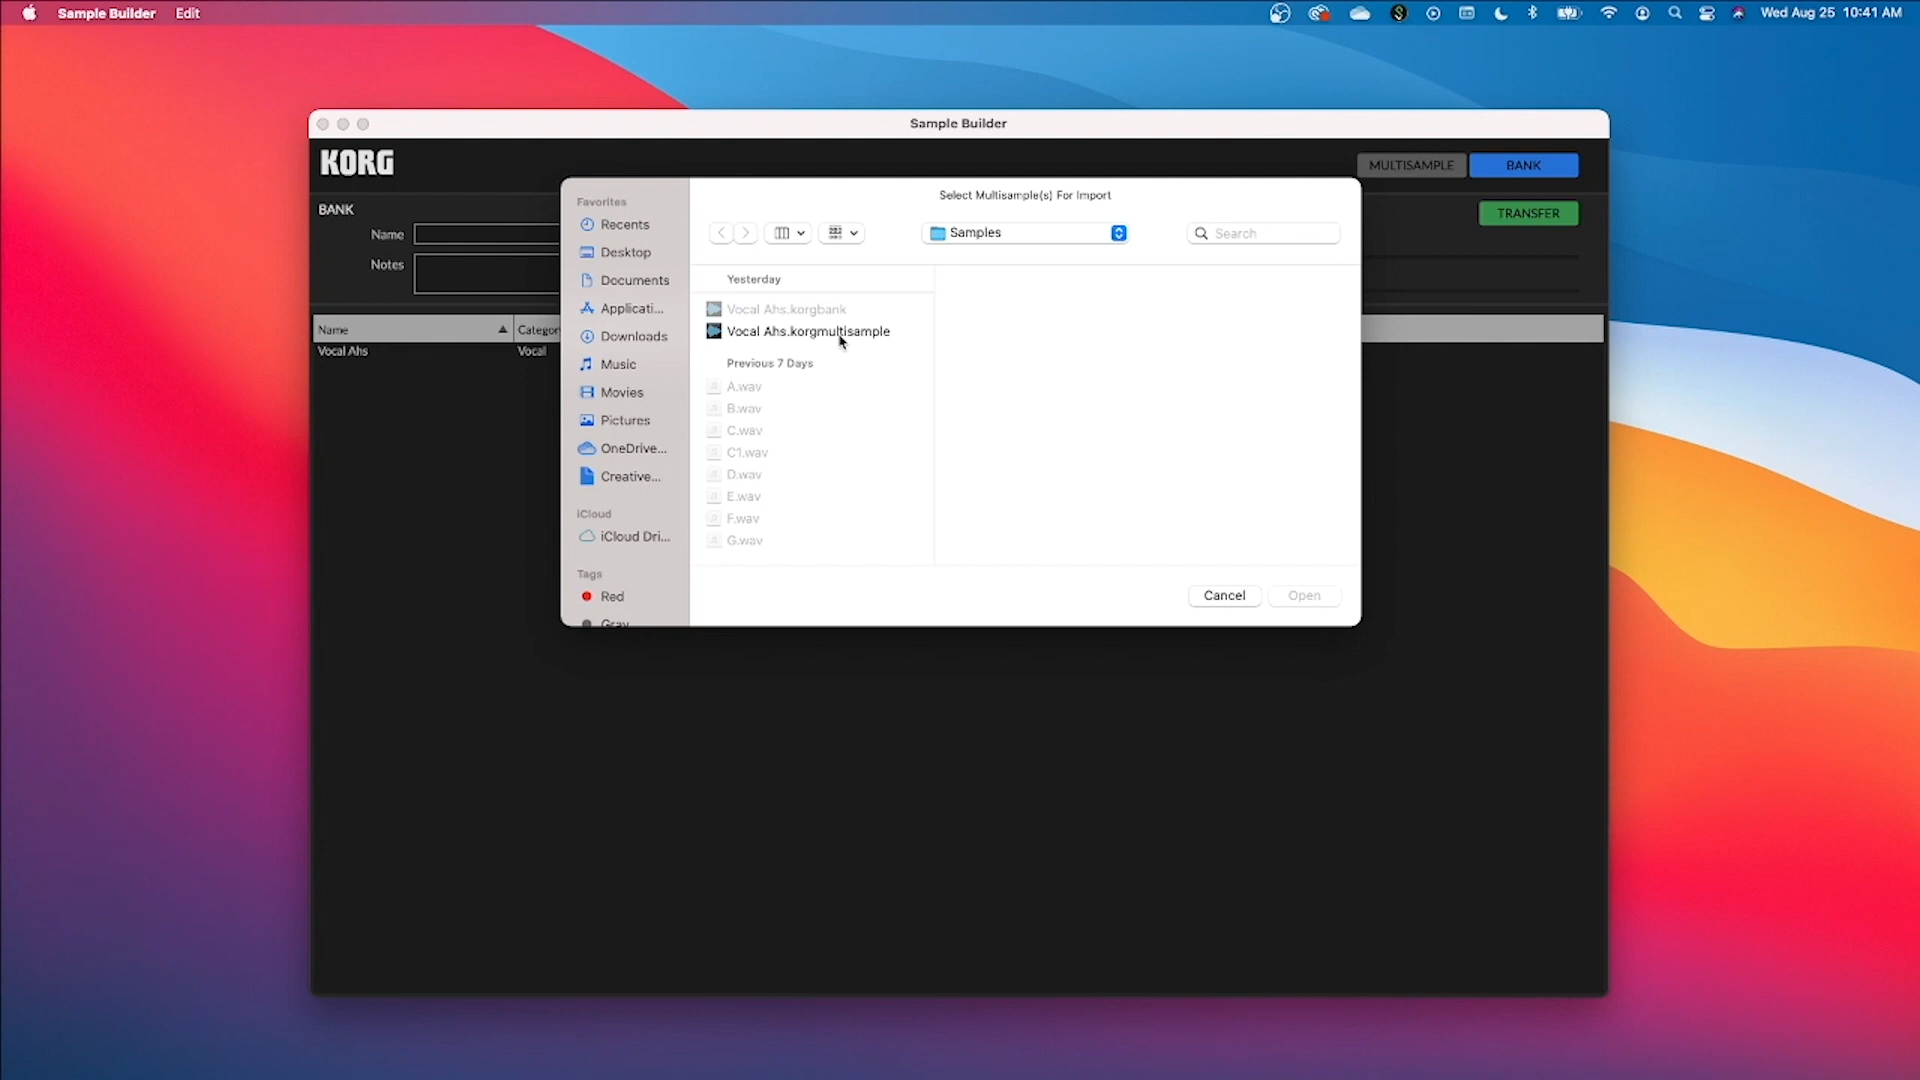 Sample Builder Edit
Wed Aug 25 10:41 AM
Sample Builder
KORG
MULTISAMPLE BANK
BANK
TRANSFER
Name
Notes
Name Categor
Vocal Ahs Vocal
Select Multisample(s) For Import
Samples
Search
Favorites
Recents
Desktop
Documents
Applicati...
Downloads
Music
Movies
Pictures
OneDrive...
Creative...
iCloud
iCloud Dri...
Tags
Red
Gray
Yesterday
Vocal Ahs.korgbank
Vocal Ahs.korgmultisample
Previous 7 Days
A.wav
B.wav
C.wav
C1.wav
D.wav
E.wav
F.wav
G.wav
Cancel Open